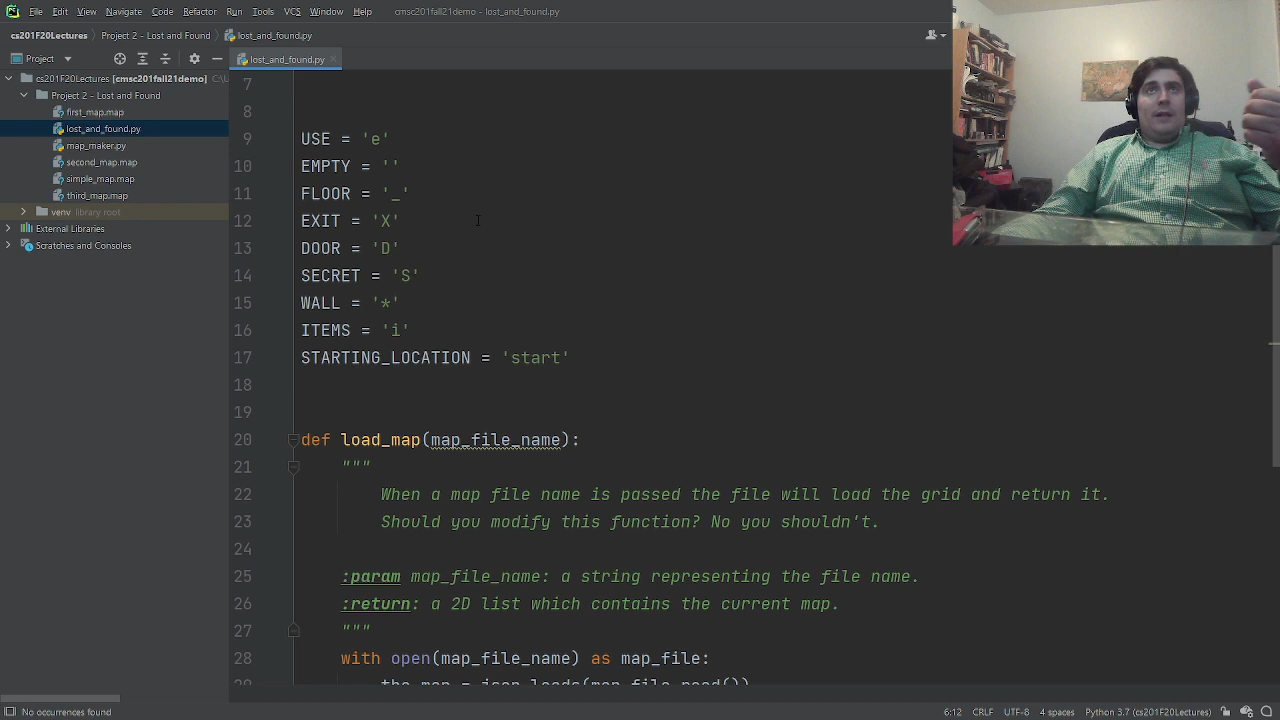 File Edit View Navigate Code Refactor Run Tools VCS Window Help cmsc201fall21demo - lost_and_found.py
cs201F20Lectures Project 2 - Lost and Found lost_and_found.py
Project
lost_and_found.py
cs201F20Lectures [cmsc201fall21demo] C:\U
Project 2 - Lost and Found
first_map.map
lost_and_found.py
map_maker.py
second_map.map
simple_map.map
third_map.map
venv library root
External Libraries
Scratches and Consoles
7
8
9 USE = 'e'
10 EMPTY = ''
11 FLOOR = '_'
12 EXIT = 'X'
13 DOOR = 'D'
14 SECRET = 'S'
15 WALL = '*'
16 ITEMS = 'i'
17 STARTING_LOCATION = 'start'
18
19
20 def load_map(map_file_name):
21 """
22 When a map file name is passed the file will load the grid and return it.
23 Should you modify this function? No you shouldn't.
24
25 :param map_file_name: a string representing the file name.
26 :return: a 2D list which contains the current map.
27 """
28 with open(map_file_name) as map_file:
29 the_map = json.loads(map_file.read())
No occurrences found 6:12 CRLF UTF-8 4 spaces Python 3.7 (cs201F20Lectures)